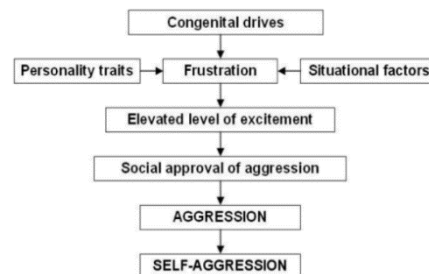 Congenital drives
Personality traits
Frustration
Situational factors
Elevated level of excitement
Social approval of aggression
AGGRESSION
SELF-AGGRESSION